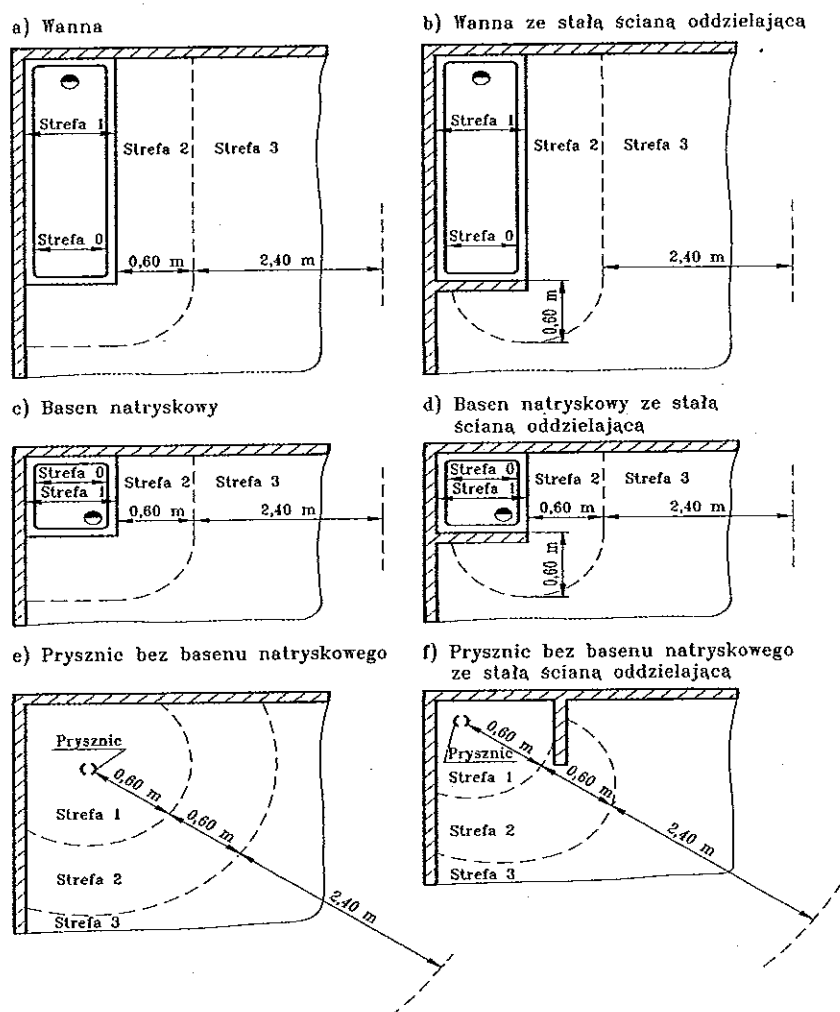 a) Wanna
Strefa 1
Strefa 2
Strefa 3
Strefa 0
0,60 m
2,40 m
b) Wanna ze stałą ścianą oddzielającą
Strefa 1
Strefa 2
Strefa 3
Strefa 0
2,40 m
0,60 m
c) Basen natryskowy
Strefa 0
Strefa 1
Strefa 2
Strefa 3
0,60 m
2,40 m
d) Basen natryskowy ze stałą
ścianą oddzielającą
Strefa 0
Strefa 1
Strefa 2
Strefa 3
0,60 m
2,40 m
0,60 m
e) Prysznic bez basenu natryskowego
Prysznic
0,60 m
Strefa 1
0,60 m
Strefa 2
2,40 m
Strefa 3
f) Prysznic bez basenu natryskowego
ze stałą ścianą oddzielającą
0,60 m
Prysznic
Strefa 1
0,60 m
Strefa 2
2,40 m
Strefa 3